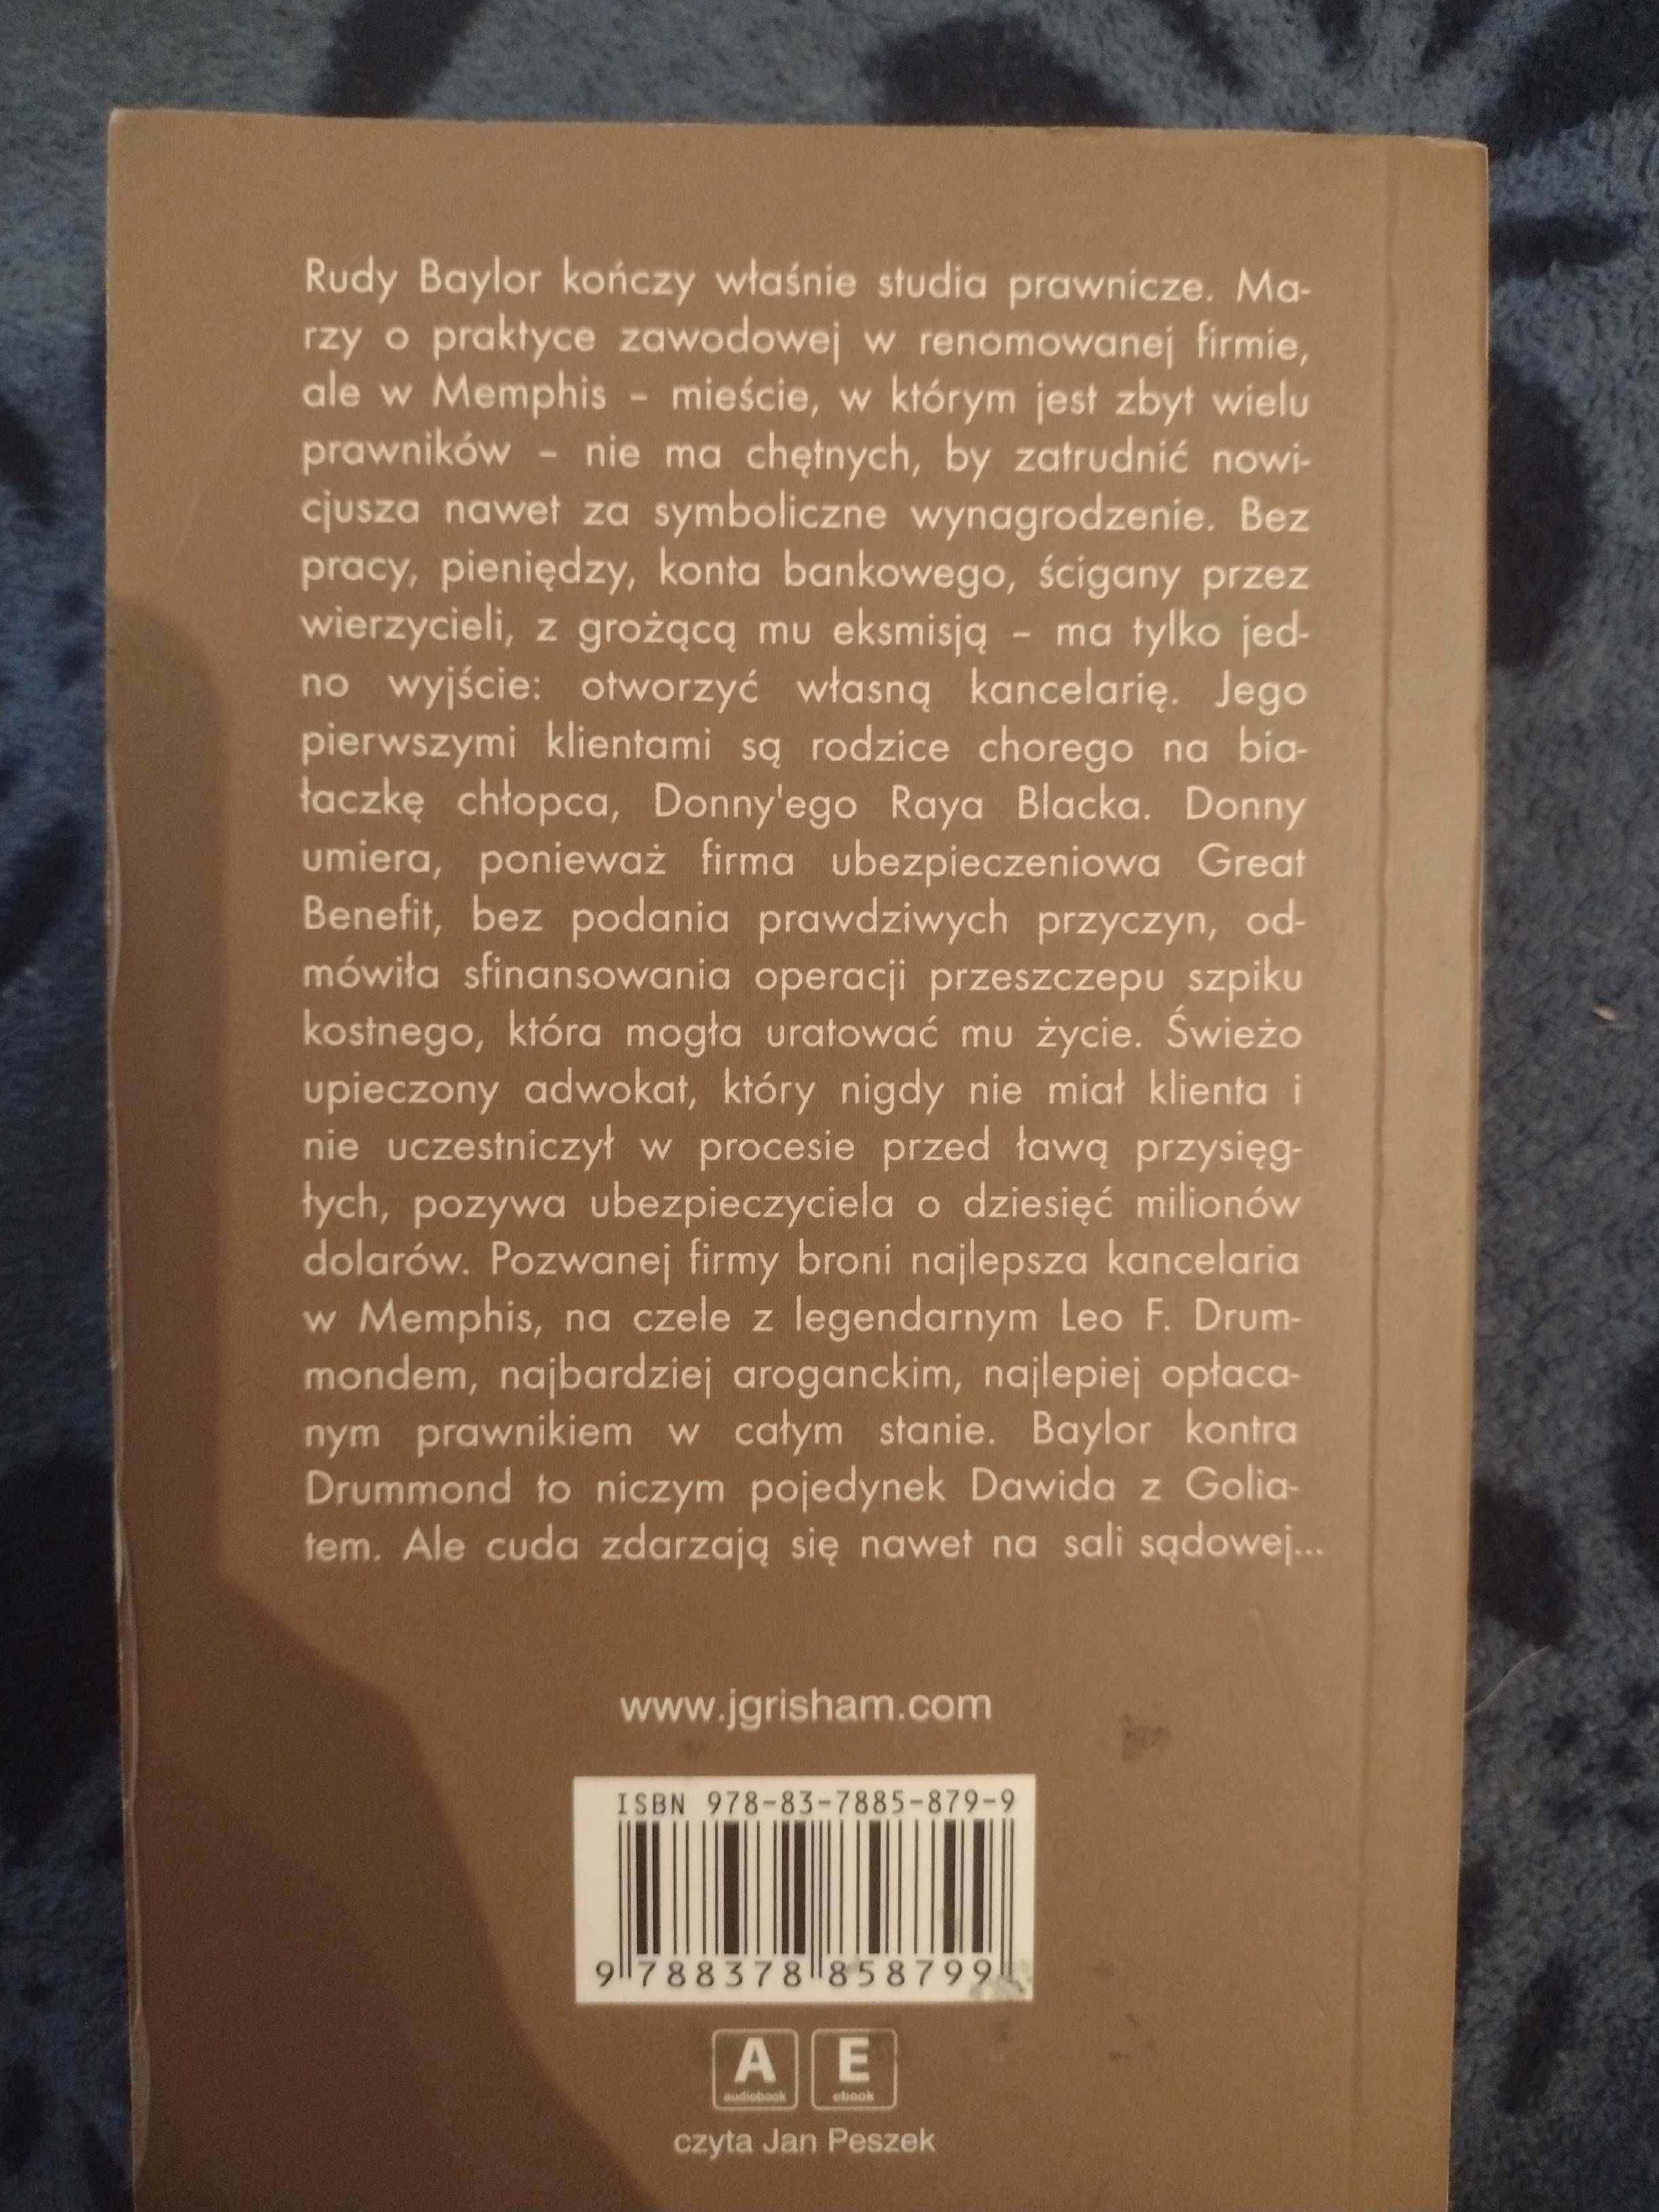 Rudy Baylor kończy właśnie studia prawnicze. Ma-
rzy o praktyce zawodowej w renomowanej firmie,
ale w Memphis – mieście, w którym jest zbyt wielu
prawników – nie ma chętnych, by zatrudnić nowi-
cjusza nawet za symboliczne wynagrodzenie. Bez
pracy, pieniędzy, konta bankowego, ścigany przez
wierzycieli, z grożącą mu eksmisją – ma tylko jed-
no wyjście: otworzyć własną kancelarię. Jego
pierwszymi klientami są rodzice chorego na bia-
łaczkę chłopca, Donny'ego Raya Blacka. Donny
umiera, ponieważ firma ubezpieczeniowa Great
Benefit, bez podania prawdziwych przyczyn, od-
mówiła sfinansowania operacji przeszczepu szpiku
kostnego, która mogła uratować mu życie. Świeżo
upieczony adwokat, który nigdy nie miał klienta i
nie uczestniczył w procesie przed ławą przysięg-
łych, pozywa ubezpieczyciela o dziesięć milionów
dolarów. Pozwanej firmy broni najlepsza kancelaria
w Memphis, na czele z legendarnym Leo F. Drum-
mondem, najbardziej aroganckim, najlepiej opłaca-
nym prawnikiem w całym stanie. Baylor kontra
Drummond to niczym pojedynek Dawida z Golia-
tem. Ale cuda zdarzają się nawet na sali sądowej...
www.jgrisham.com
ISBN 978-83-7885-879-9
9 788378 858799
A E
audiobook ebook
czyta Jan Peszek